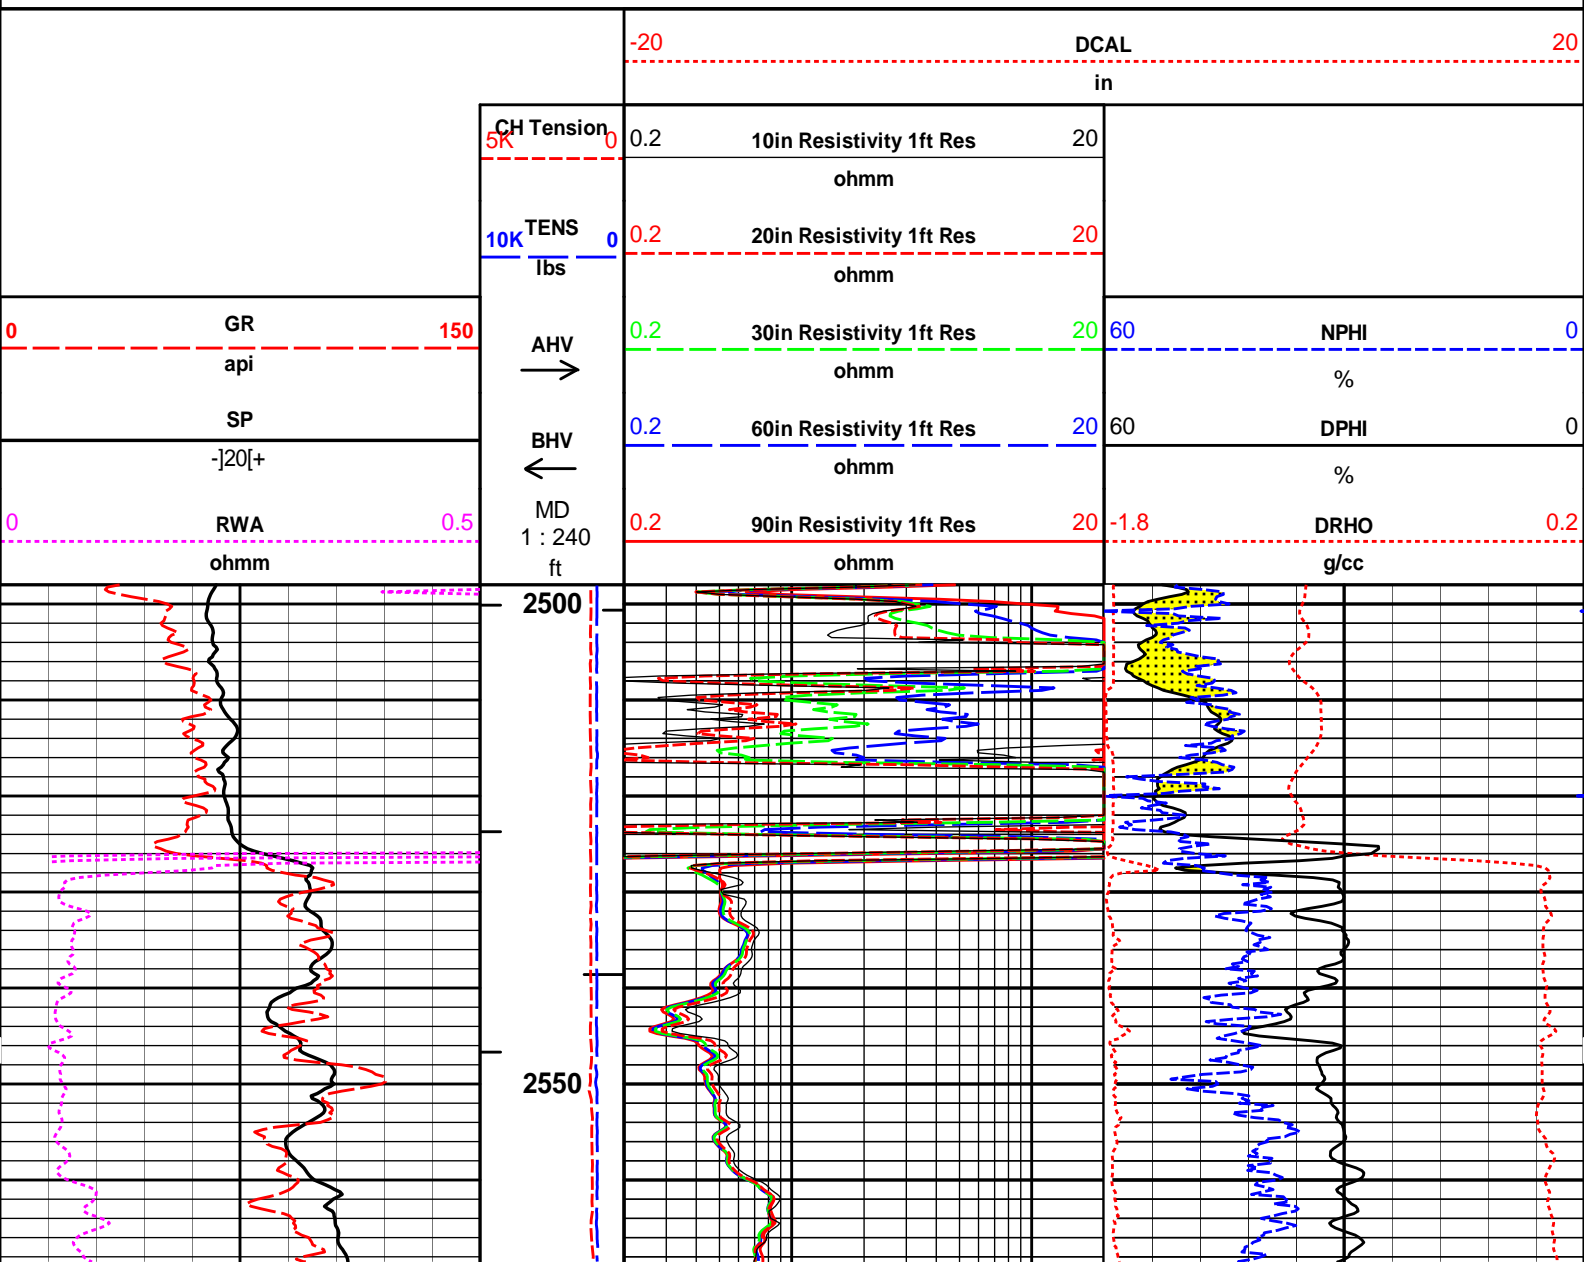 -20 DCAL 20
in
CH Tension
5K 0
0.2 10in Resistivity 1ft Res 20
ohmm
TENS
10K 0
lbs
0.2 20in Resistivity 1ft Res 20
ohmm
0 GR 150
api
AHV
0.2 30in Resistivity 1ft Res 20
ohmm
60 NPHI 0
%
SP
-]20[+
BHV
0.2 60in Resistivity 1ft Res 20
ohmm
60 DPHI 0
%
0 RWA 0.5
ohmm
MD
1 : 240
ft
0.2 90in Resistivity 1ft Res 20
ohmm
-1.8 DRHO 0.2
g/cc
2500
2550